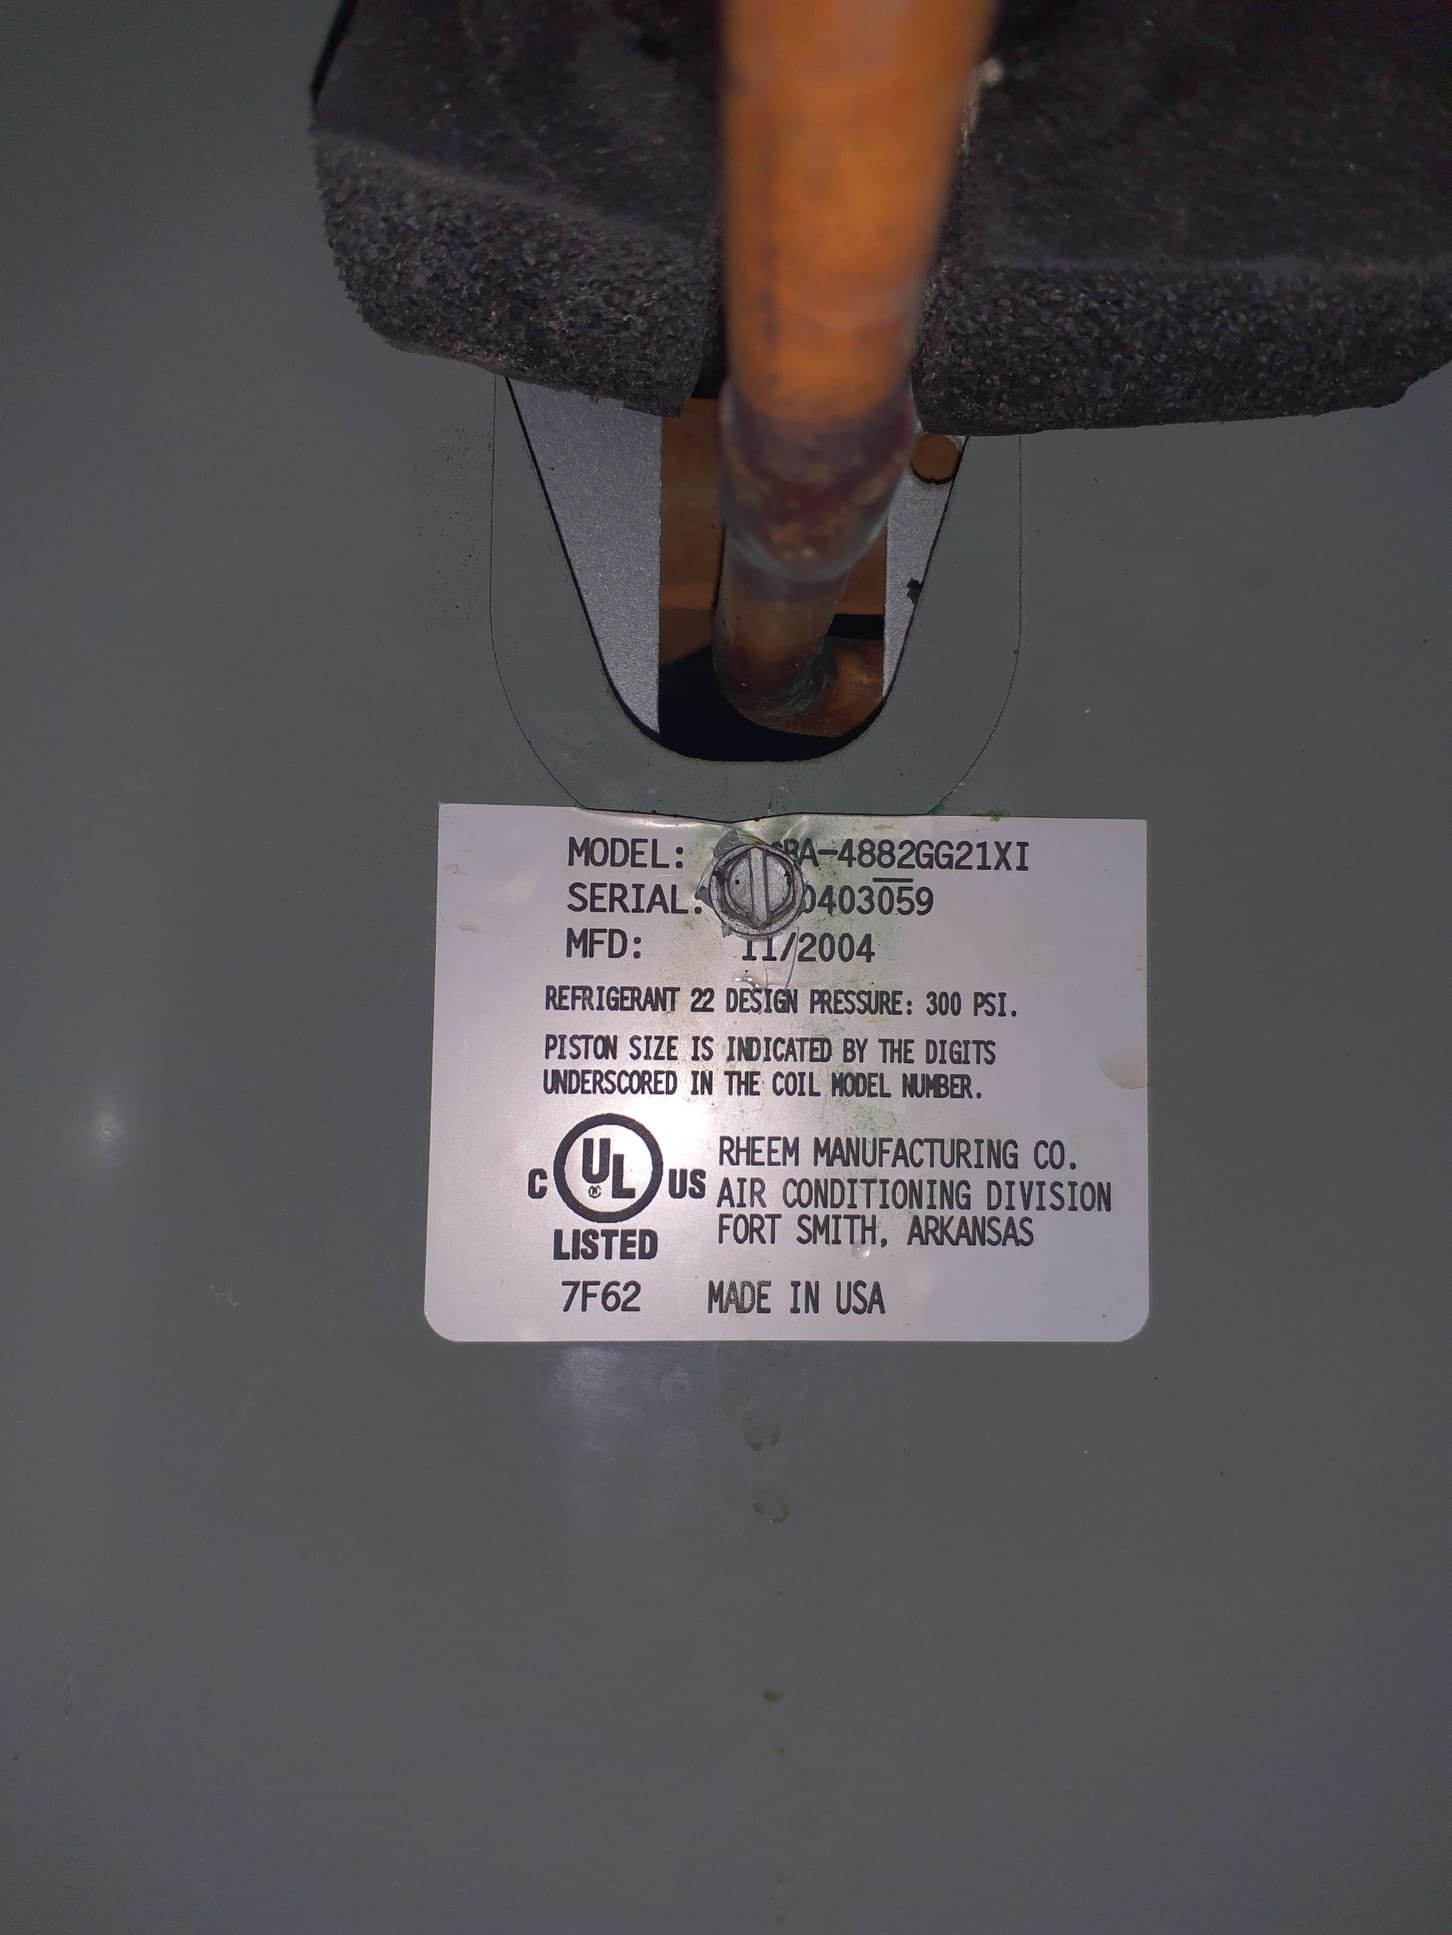 MODEL: BA-4882GG21XI
SERIAL: 0403059
MFD: 11/2004
REFRIGERANT 22 DESIGN PRESSURE: 300 PSI.
PISTON SIZE IS INDICATED BY THE DIGITS
UNDERSCORED IN THE COIL MODEL NUMBER.
C UL ® US
LISTED
7F62
RHEEM MANUFACTURING CO.
AIR CONDITIONING DIVISION
FORT SMITH, ARKANSAS
MADE IN USA